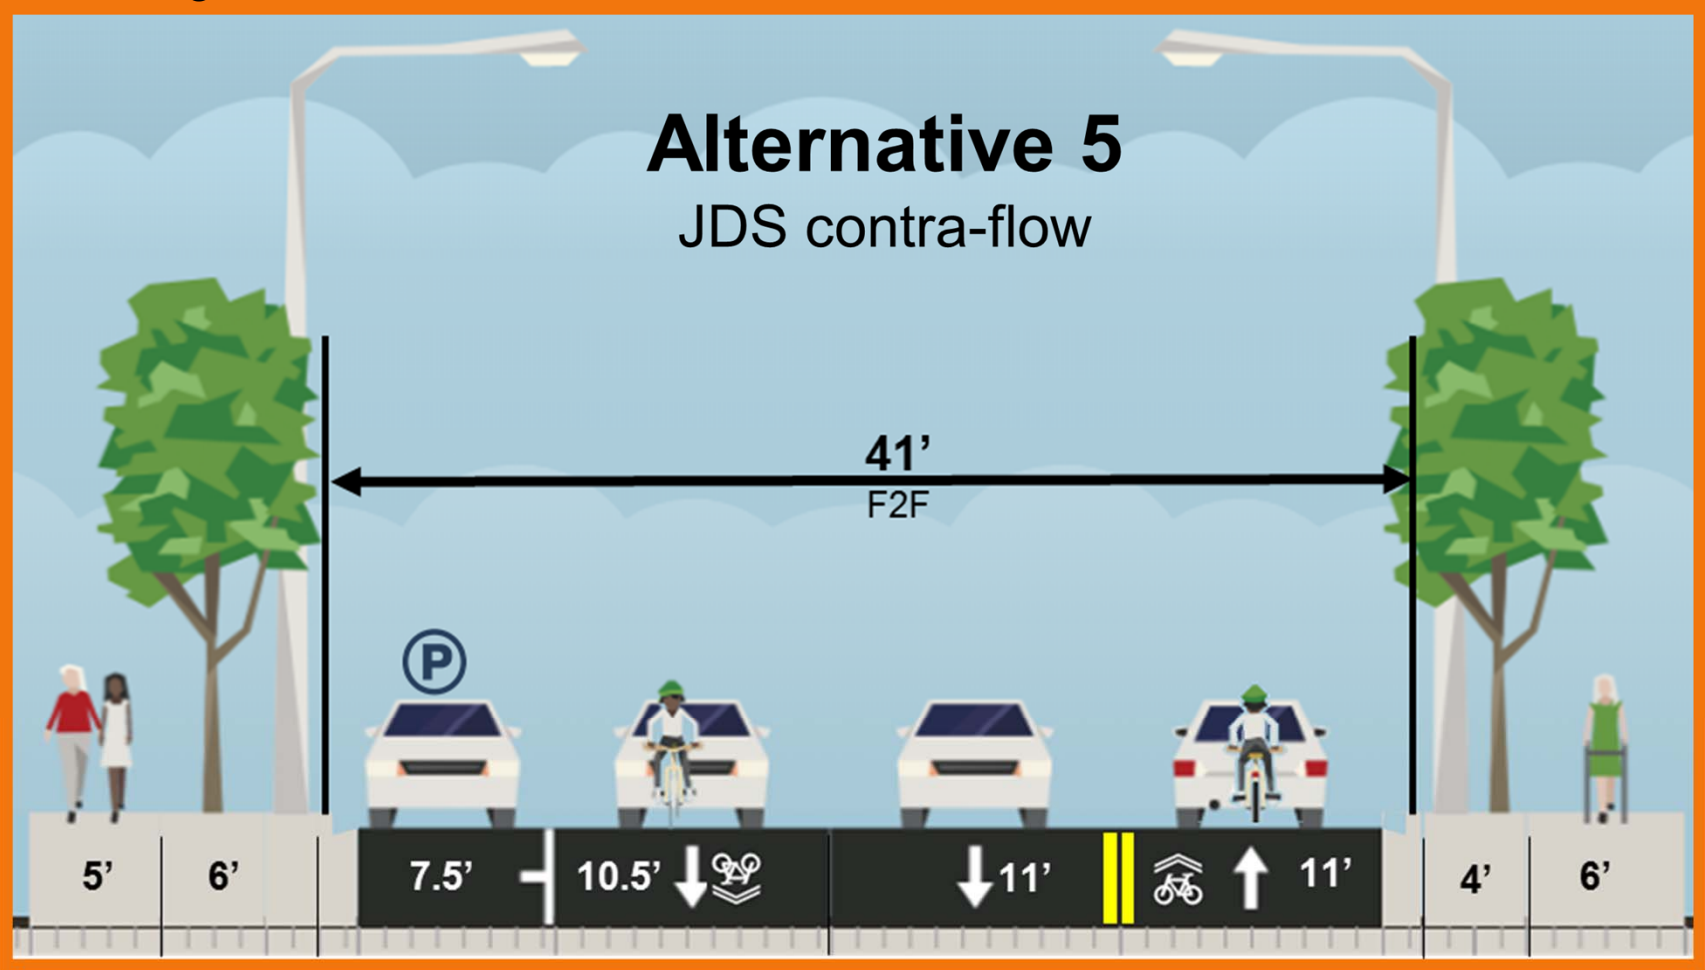 Alternative 5
JDS contra-flow
41’
F2F
P
5’
6’
7.5’
10.5’
11’
11’
4’
6’